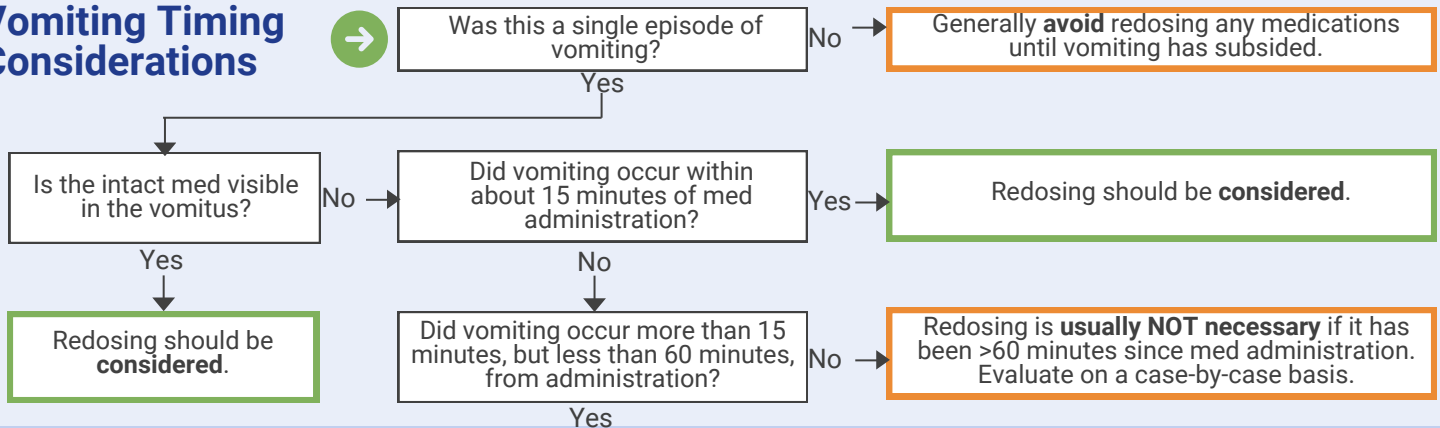 Vomiting Timing
Considerations
Was this a single episode of
vomiting?
No
Generally avoid redosing any medications
until vomiting has subsided.
Yes
Is the intact med visible
in the vomitus?
No
Did vomiting occur within
about 15 minutes of med
administration?
Yes
Redosing should be considered.
Yes
No
Redosing should be
considered.
Did vomiting occur more than 15
minutes, but less than 60 minutes,
from administration?
No
Redosing is usually NOT necessary if it has
been >60 minutes since med administration.
Evaluate on a case-by-case basis.
Yes